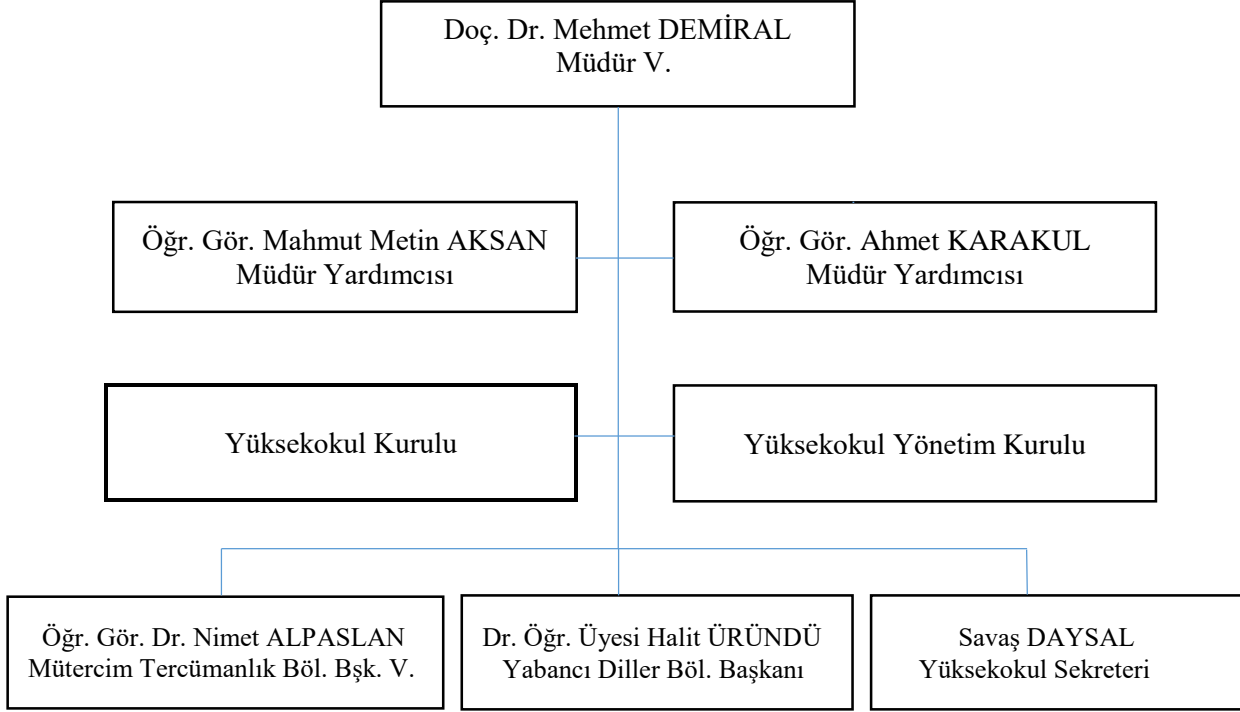 Doç. Dr. Mehmet DEMİRAL
Müdür V.
Öğr. Gör. Mahmut Metin AKSAN
Müdür Yardımcısı
Öğr. Gör. Ahmet KARAKUL
Müdür Yardımcısı
Yüksekokul Kurulu
Yüksekokul Yönetim Kurulu
Öğr. Gör. Dr. Nimet ALPASLAN
Mütercim Tercümanlık Böl. Bşk. V.
Dr. Öğr. Üyesi Halit ÜRÜNDÜ
Yabancı Diller Böl. Başkanı
Savaş DAYSAL
Yüksekokul Sekreteri